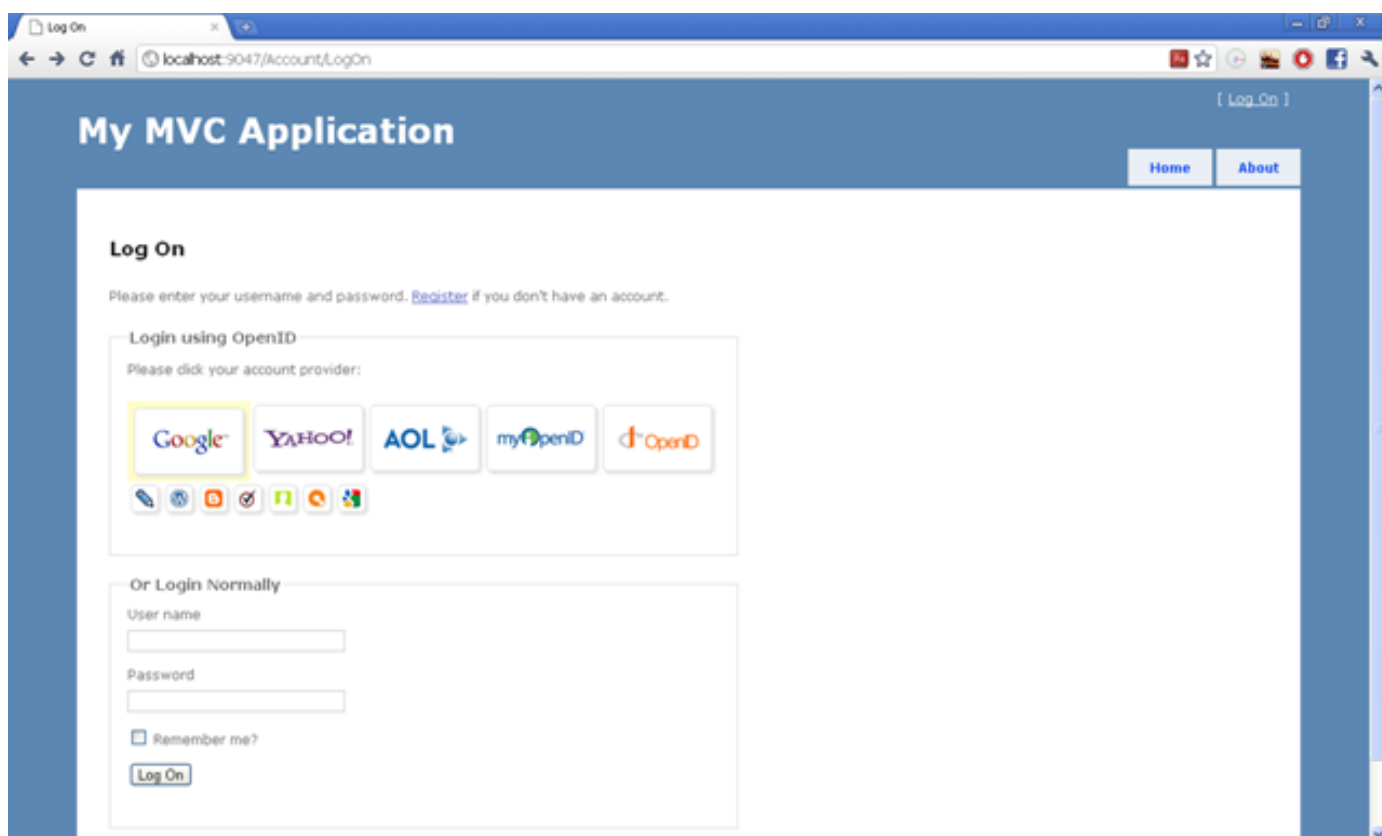 Log On
localhost:9047/Account/LogOn
[ Log On ]
My MVC Application
Home
About
Log On
Please enter your username and password. Register if you don't have an account.
Login using OpenID
Please click your account provider:
Google
YAHOO!
AOL
myOpenID
OpenID
Or Login Normally
User name
Password
Remember me?
Log On